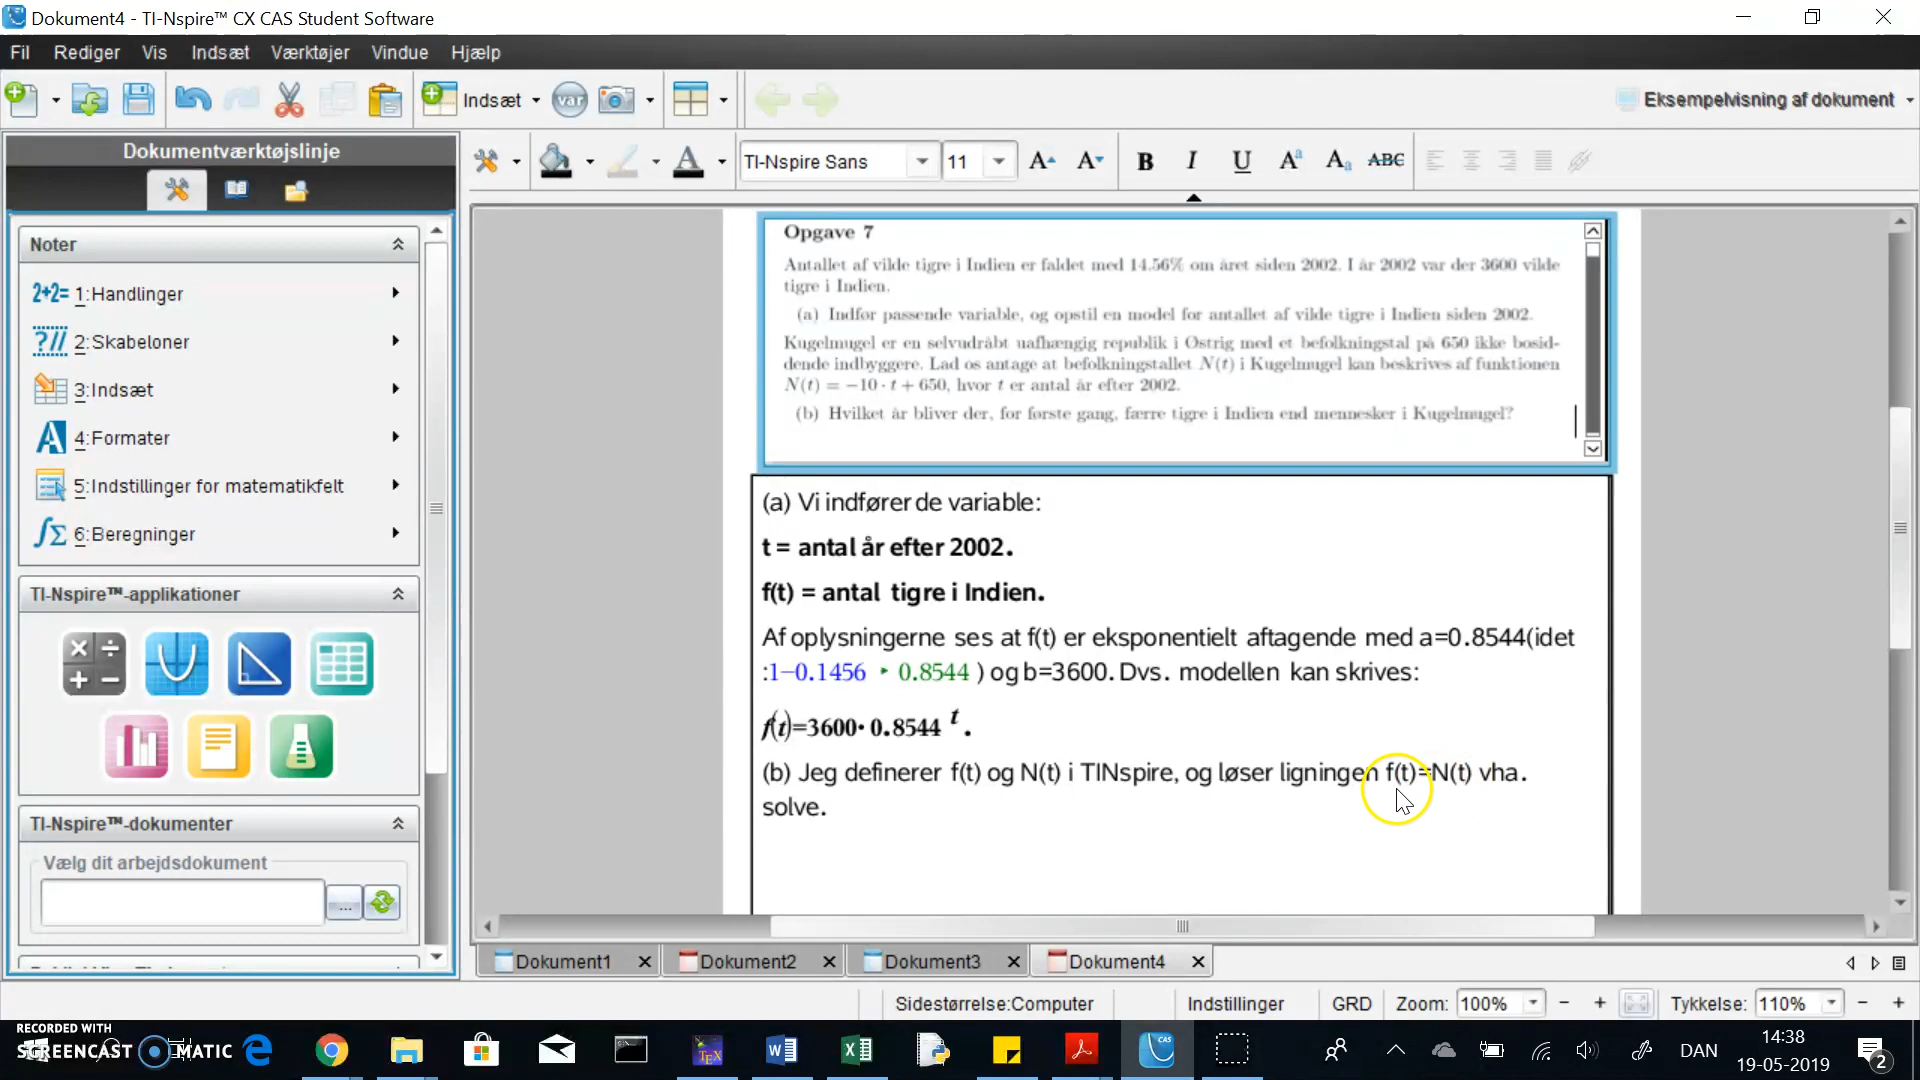 Dokument4 - TI-Nspire™ CX CAS Student Software
Fil Rediger Vis Indsæt Værktøjer Vindue Hjælp
Indsæt var Eksempelvisning af dokument
Dokumentværktøjslinje
TI-Nspire Sans 11 A A B I U Aa Aa ABC
Noter
2+2= 1:Handlinger
?// 2:Skabeloner
3:Indsæt
A 4:Formater
5:Indstillinger for matematikfelt
∫Σ 6:Beregninger
TI-Nspire™-applikationer
TI-Nspire™-dokumenter
Vælg dit arbejdsdokument
...
Opgave 7
Antallet af vilde tigre i Indien er faldet med 14.56% om året siden 2002. I år 2002 var der 3600 vilde
tigre i Indien.
(a) Indfør passende variable, og opstil en model for antallet af vilde tigre i Indien siden 2002.
Kugelmugel er en selvudråbt uafhængig republik i Østrig med et befolkningstal på 650 ikke bosid-
dende indbyggere. Lad os antage at befolkningstallet N(t) i Kugelmugel kan beskrives af funktionen
N(t) = −10 · t + 650, hvor t er antal år efter 2002.
(b) Hvilket år bliver der, for første gang, færre tigre i Indien end mennesker i Kugelmugel?
(a) Vi indfører de variable:
t = antal år efter 2002.
f(t) = antal tigre i Indien.
Af oplysningerne ses at f(t) er eksponentielt aftagende med a=0.8544(idet
:1−0.1456 ▸ 0.8544 ) og b=3600. Dvs. modellen kan skrives:
f(t)=3600· 0.8544 ᵗ .
(b) Jeg definerer f(t) og N(t) i TINspire, og løser ligningen f(t)=N(t) vha.
solve.
Dokument1 Dokument2 Dokument3 Dokument4
Sidestørrelse:Computer Indstillinger GRD Zoom: 100% − + Tykkelse: 110% − +
RECORDED WITH
SCREENCAST MATIC
TEX
CAS
DAN
14:38
19-05-2019
2